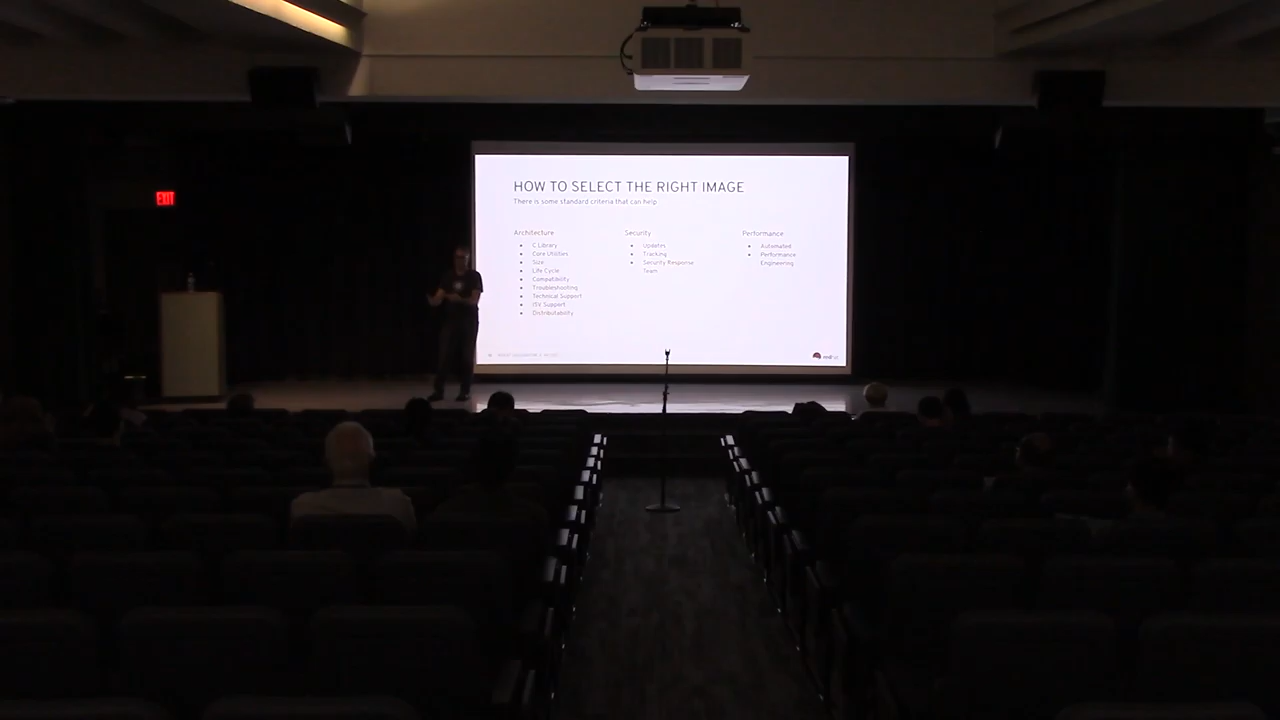 EXIT
HOW TO SELECT THE RIGHT IMAGE
There is some standard criteria that can help
Architecture
C Library
Core Utilities
Size
Life Cycle
Compatibility
Troubleshooting
Technical Support
ISV Support
Distributability
Security
Updates
Tracking
Security Response
Team
Performance
Automated
Performance
Engineering